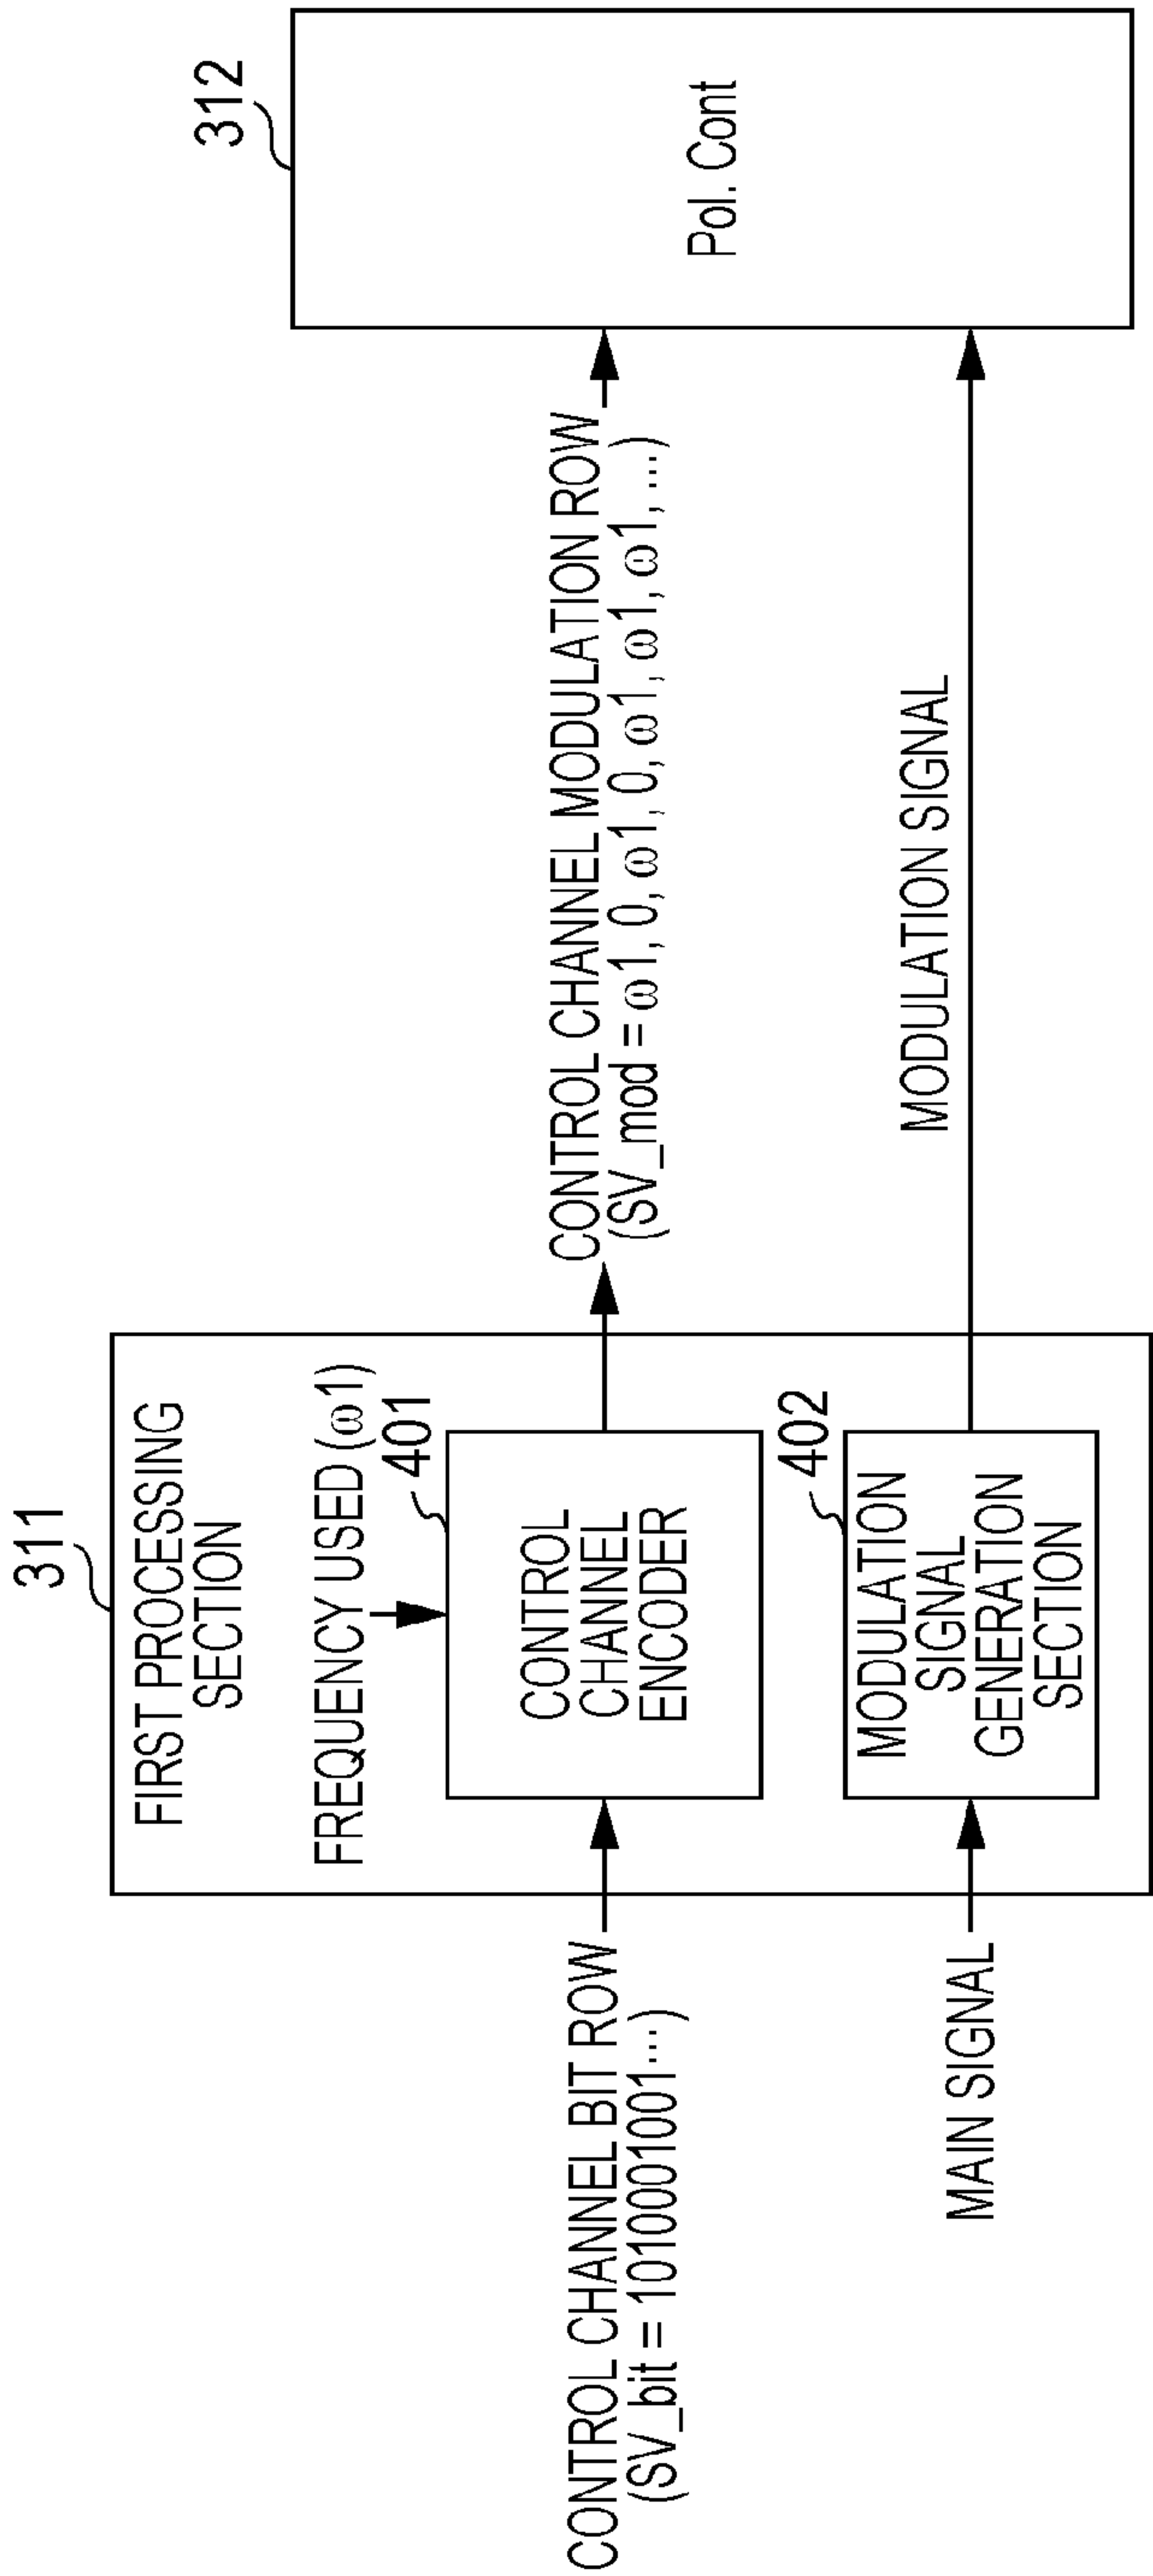 311
FIRST PROCESSING
SECTION
FREQUENCY USED (ω1)
401
CONTROL CHANNEL BIT ROW
(SV_bit = 1010001001···)
CONTROL
CHANNEL
ENCODER
CONTROL CHANNEL MODULATION ROW
(SV_mod = ω1, 0, ω1, 0, 0, ω1, ω1, ...)
402
MAIN SIGNAL
MODULATION
SIGNAL
GENERATION
SECTION
MODULATION SIGNAL
312
Pol. Cont